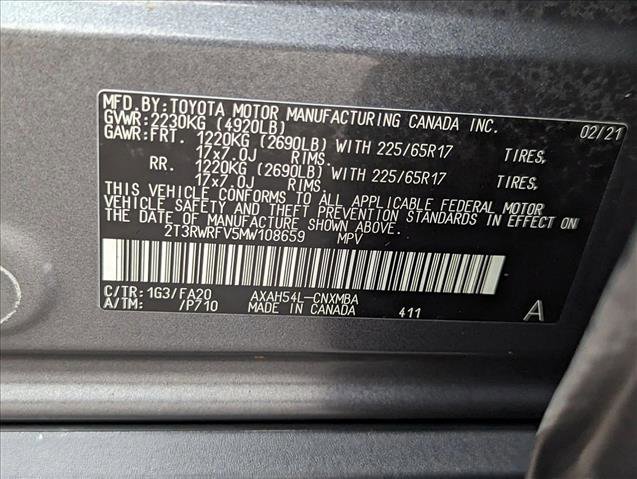 MFD. BY: TOYOTA MOTOR MANUFACTURING CANADA INC.
GVWR: 2230KG (4920LB) 02/21
GAWR: FRT. 1220KG (2690LB) WITH 225/65R17 TIRES,
17x7.0J RIMS.
RR. 1220KG (2690LB) WITH 225/65R17 TIRES,
17x7.0J RIMS.
THIS VEHICLE CONFORMS TO ALL APPLICABLE FEDERAL MOTOR
VEHICLE SAFETY AND THEFT PREVENTION STANDARDS IN EFFECT ON
THE DATE OF MANUFACTURE SHOWN ABOVE.
2T3RWRFV5MW108659 MPV
C/TR: 1G3/FA20 AXAH54L-CNXMBA
A/TM: /P710 MADE IN CANADA 411 A